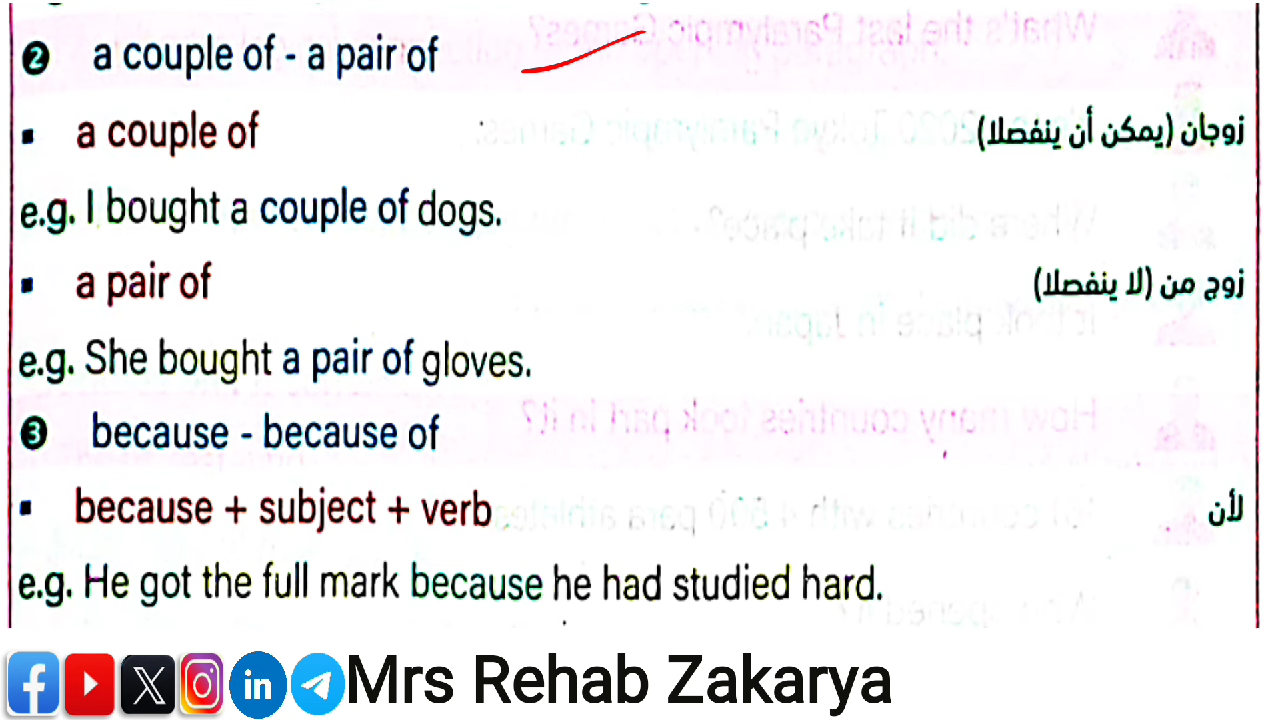 ❷ a couple of - a pair of
▪ a couple of زوجان (يمكن أن ينفصلا)
e.g. I bought a couple of dogs.
▪ a pair of زوج من (لا ينفصلا)
e.g. She bought a pair of gloves.
❸ because - because of
▪ because + subject + verb لأن
e.g. He got the full mark because he had studied hard.
Mrs Rehab Zakarya